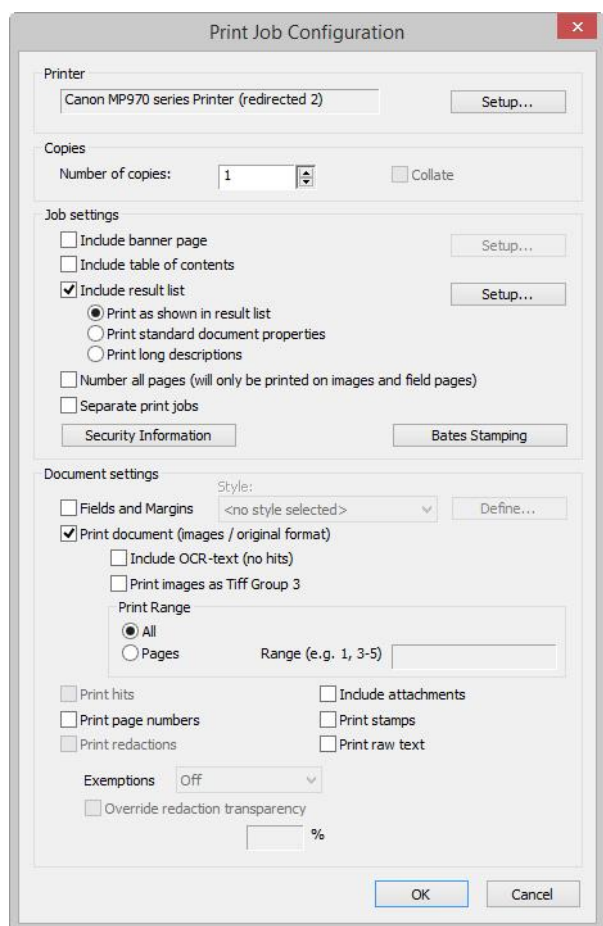 Print Job Configuration
Printer
Canon MP970 series Printer (redirected 2)
Setup...
Copies
Number of copies:
1
Collate
Job settings
Include banner page
Setup...
Include table of contents
Include result list
Setup...
Print as shown in result list
Print standard document properties
Print long descriptions
Number all pages (will only be printed on images and field pages)
Separate print jobs
Security Information
Bates Stamping
Document settings
Style:
Fields and Margins
<no style selected>
Define...
Print document (images / original format)
Include OCR-text (no hits)
Print images as Tiff Group 3
Print Range
All
Pages
Range (e.g. 1, 3-5)
Print hits
Include attachments
Print page numbers
Print stamps
Print redactions
Print raw text
Exemptions
Off
Override redaction transparency
%
OK
Cancel